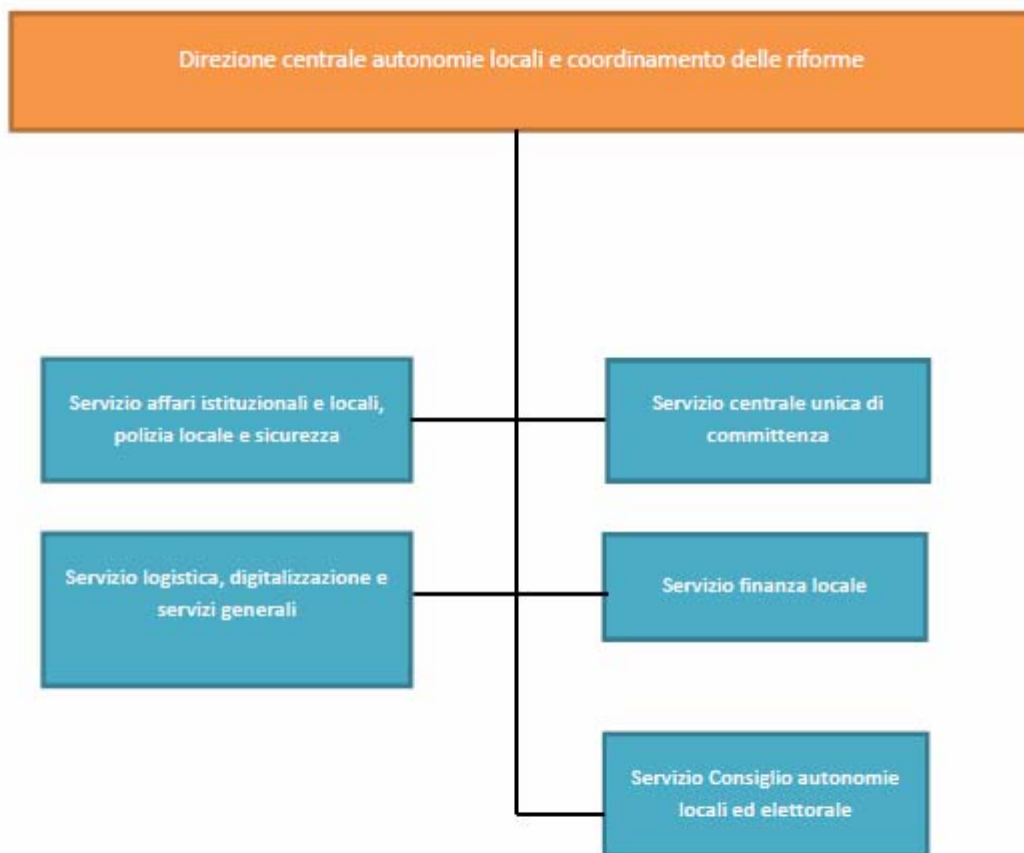 Direzione centrale autonomie locali e coordinamento delle riforme
Servizio affari istituzionali e locali,
polizia locale e sicurezza
Servizio centrale unica di
committenza
Servizio logistica, digitalizzazione e
servizi generali
Servizio finanza locale
Servizio Consiglio autonomie
locali ed elettorale